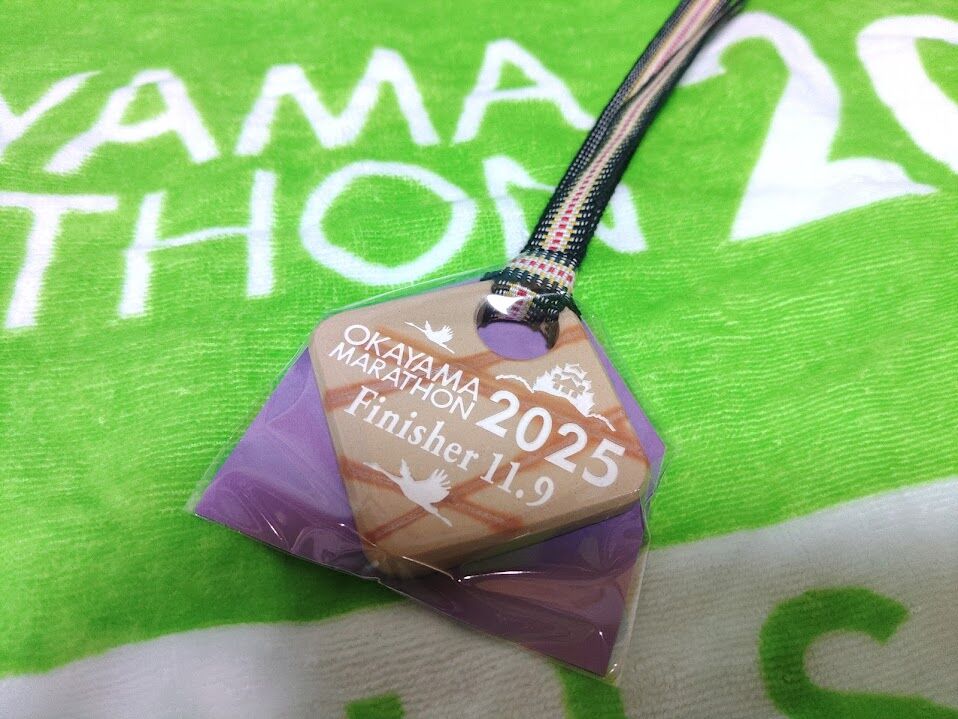 YAMA 20
THON
OKAYAMA
MARATHON
2025
Finisher 11.9
S